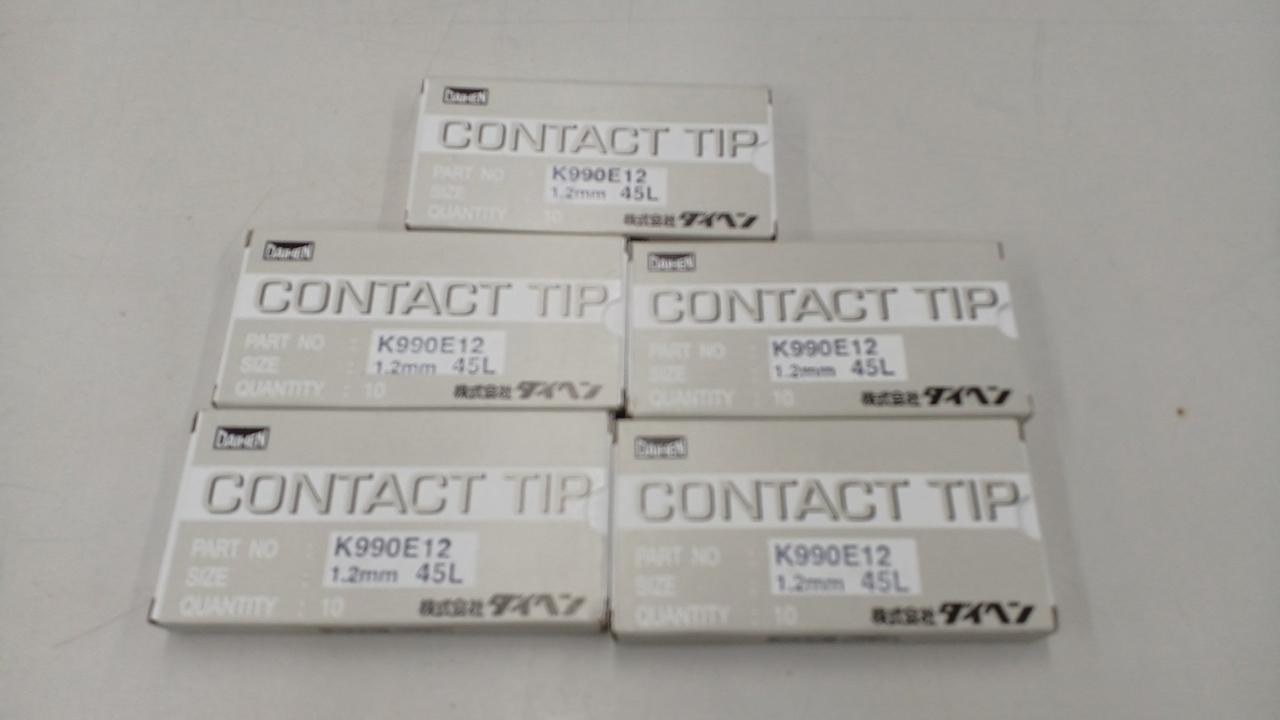 DAIHEN
CONTACT TIP
PART NO K990E12
SIZE 1.2mm 45L
QUANTITY : 10
株式会社ダイヘン
DAIHEN
CONTACT TIP
PART NO : K990E12
SIZE : 1.2mm 45L
QUANTITY : 10
株式会社ダイヘン
DAIHEN
CONTACT TIP
PART NO : K990E12
SIZE : 1.2mm 45L
QUANTITY : 10
株式会社ダイヘン
DAIHEN
CONTACT TIP
PART NO : K990E12
SIZE : 1.2mm 45L
QUANTITY : 10
株式会社ダイヘン
DAIHEN
CONTACT TIP
PART NO : K990E12
SIZE : 1.2mm 45L
QUANTITY : 10
株式会社ダイヘン